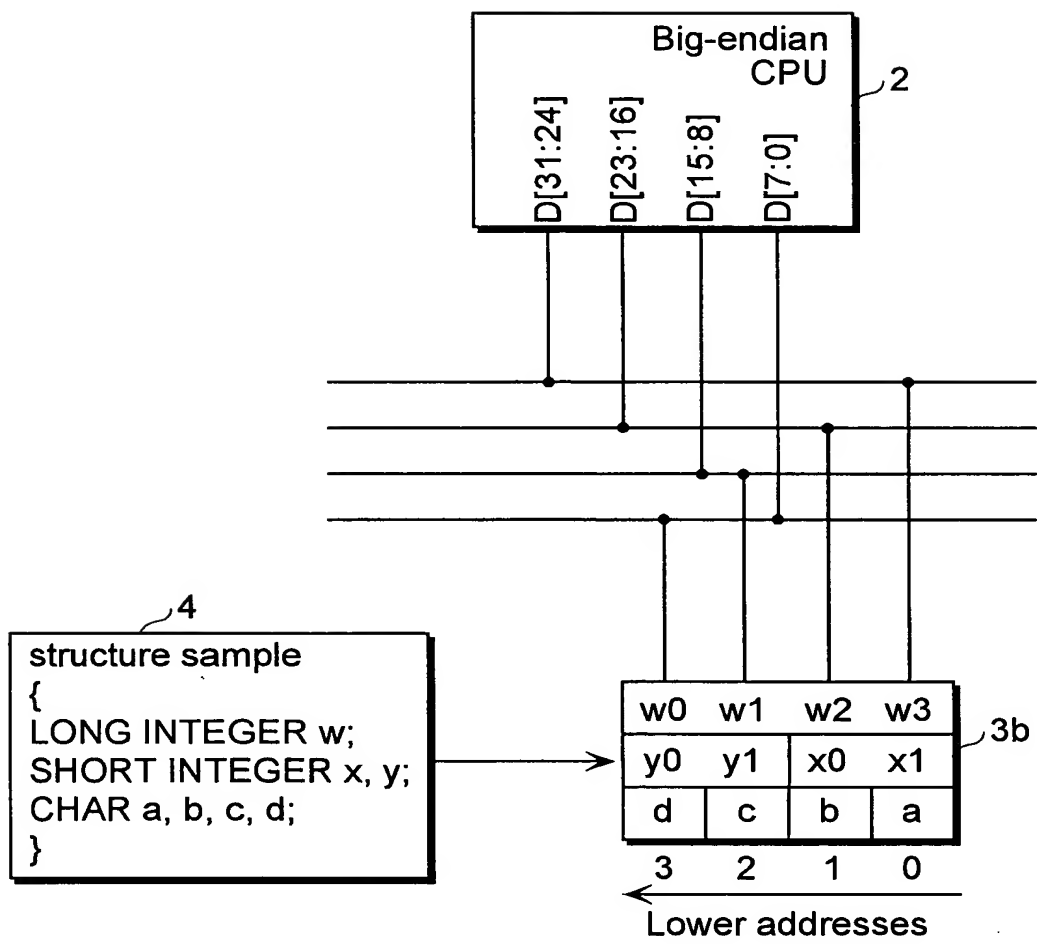 Big-endian
CPU
2
D[31:24]
D[23:16]
D[15:8]
D[7:0]
4
structure sample
{
LONG INTEGER w;
SHORT INTEGER x, y;
CHAR a, b, c, d;
}
w0 w1 w2 w3
3b
y0 y1 x0 x1
d c b a
3 2 1 0
Lower addresses